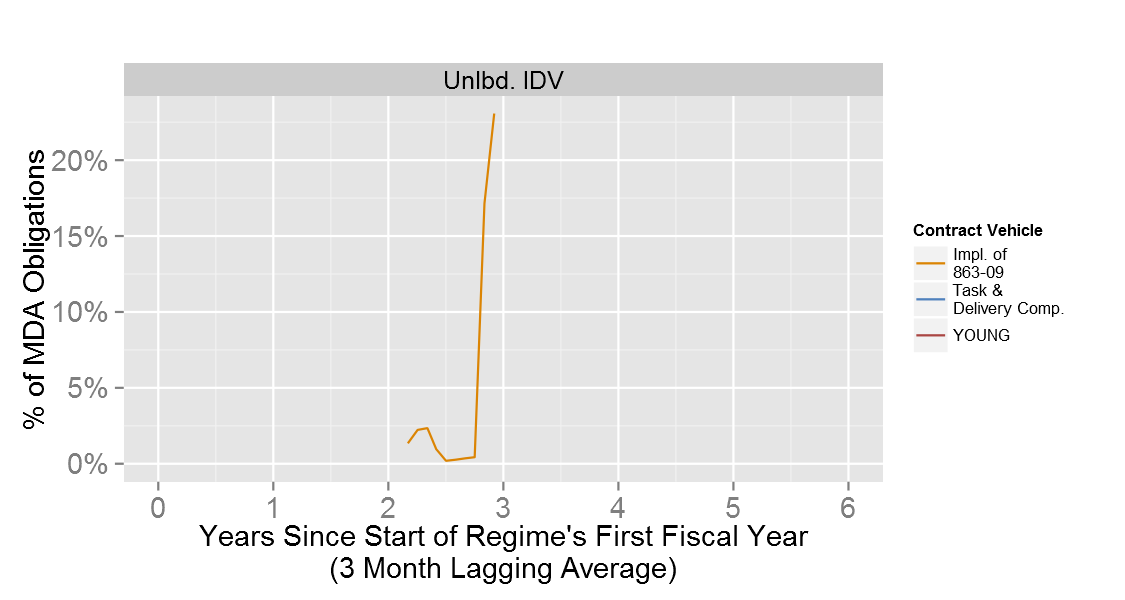 Unlbd. IDV
% of MDA Obligations
20%
15%
10%
5%
0%
0 1 2 3 4 5 6
Years Since Start of Regime's First Fiscal Year
(3 Month Lagging Average)
Contract Vehicle
Impl. of
863-09
Task &
Delivery Comp.
YOUNG